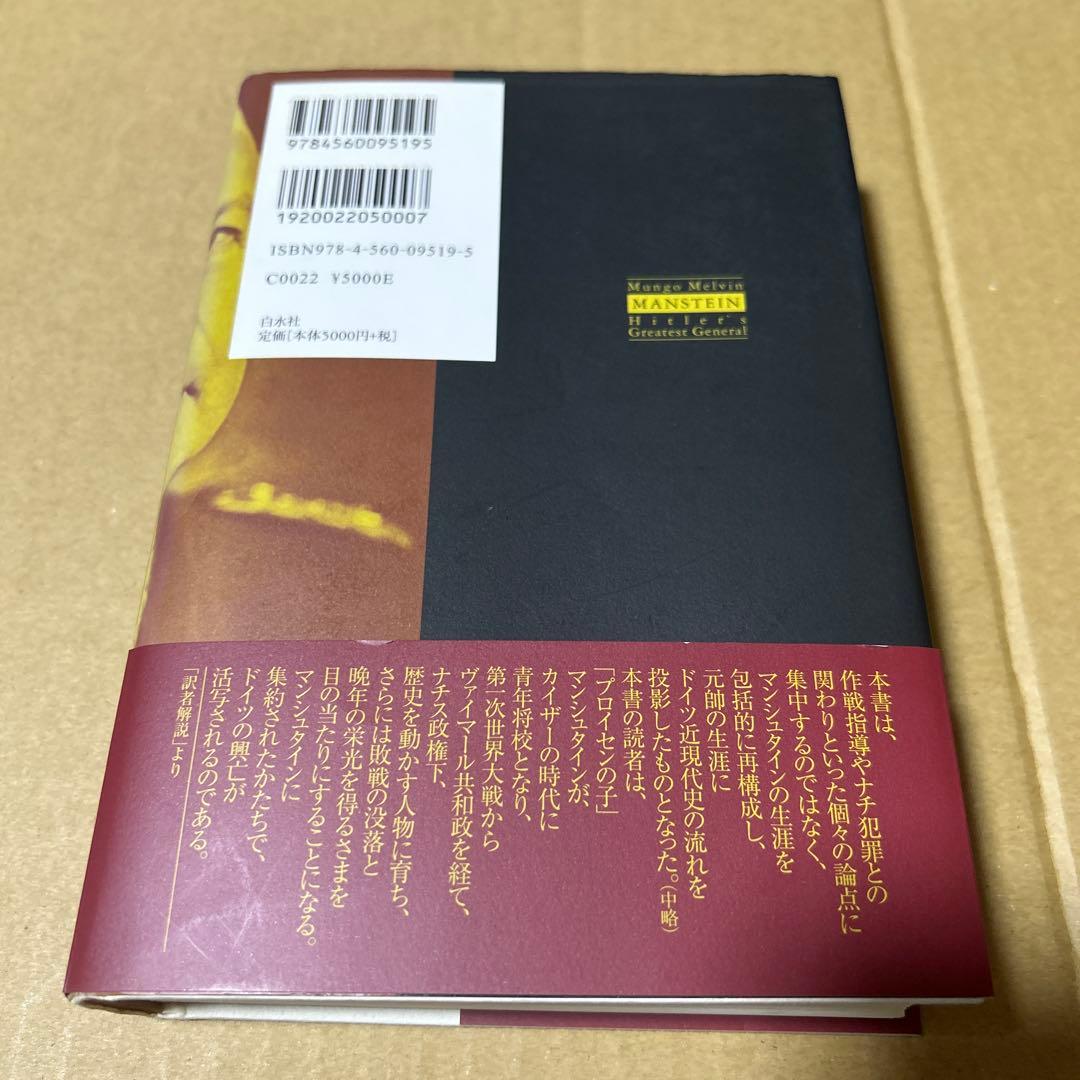 9784560095195
1920022050007
ISBN978-4-560-09519-5
C0022 ¥5000E
白水社
定価[本体5000円+税]
Mungo Melvin
MANSTEIN
Hitler's
Greatest General
本書は、
作戦指導やナチ犯罪との
関わりといった個々の論点に
集中するのではなく、
マンシュタインの生涯を
包括的に再構成し、
元帥の生涯に
ドイツ近現代史の流れを
投影したものとなった。(中略)
本書の読者は、
「プロイセンの子」
マンシュタインが、
カイザーの時代に
青年将校となり、
第一次世界大戦から
ヴァイマール共和政を経て、
ナチス政権下、
歴史を動かす人物に育ち、
さらには敗戦の没落と
晩年の栄光を得るさまを
目の当たりにすることになる。
マンシュタインに
集約されたかたちで、
ドイツの興亡が
活写されるのである。
「訳者解説」より